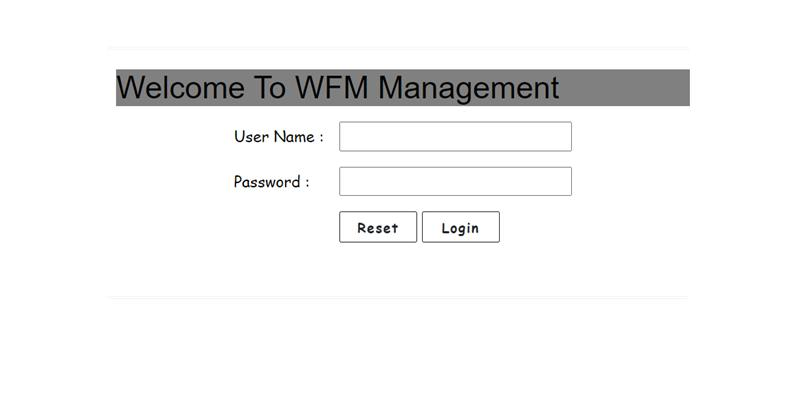 Welcome To WFM Management
User Name :
Password :
Reset Login